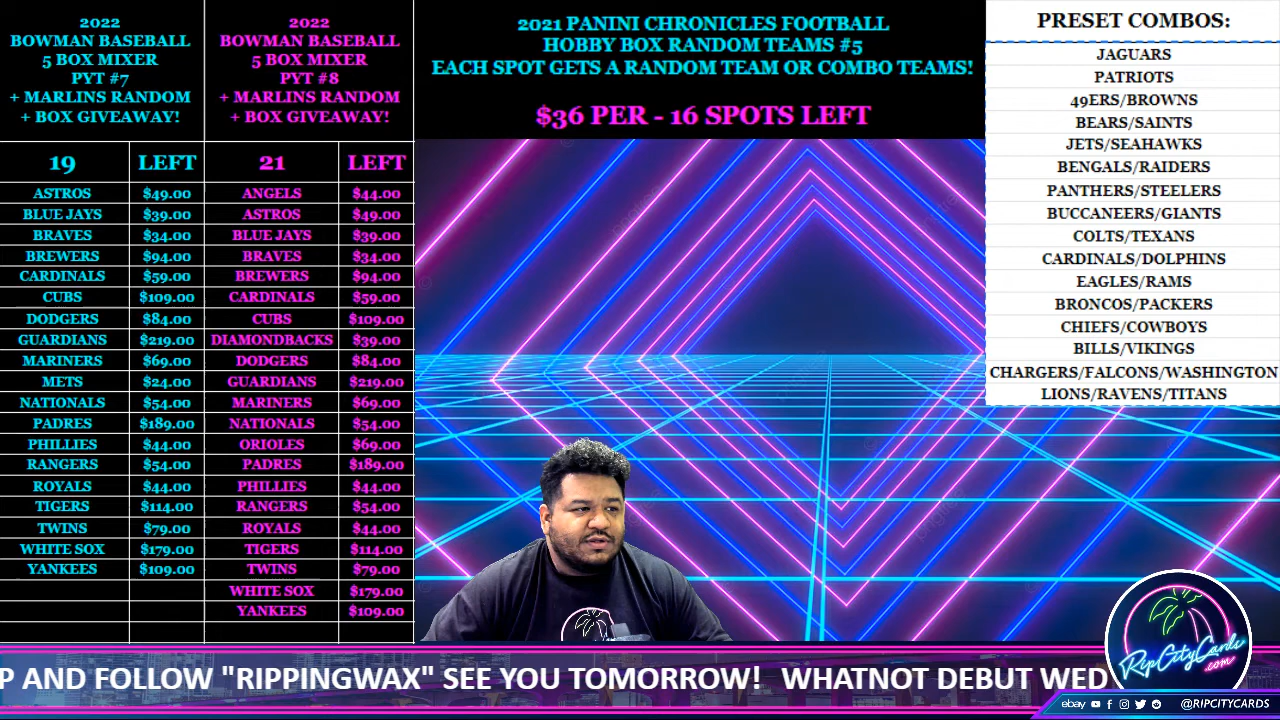 2022
BOWMAN BASEBALL
5 BOX MIXER
PYT #7
+ MARLINS RANDOM
+ BOX GIVEAWAY!
19 LEFT
ASTROS $49.00
BLUE JAYS $39.00
BRAVES $34.00
BREWERS $94.00
CARDINALS $59.00
CUBS $109.00
DODGERS $84.00
GUARDIANS $219.00
MARINERS $69.00
METS $24.00
NATIONALS $54.00
PADRES $189.00
PHILLIES $44.00
RANGERS $54.00
ROYALS $44.00
TIGERS $114.00
TWINS $79.00
WHITE SOX $179.00
YANKEES $109.00
2022
BOWMAN BASEBALL
5 BOX MIXER
PYT #8
+ MARLINS RANDOM
+ BOX GIVEAWAY!
21 LEFT
ANGELS $44.00
ASTROS $49.00
BLUE JAYS $39.00
BRAVES $34.00
BREWERS $94.00
CARDINALS $59.00
CUBS $109.00
DIAMONDBACKS $39.00
DODGERS $84.00
GUARDIANS $219.00
MARINERS $69.00
NATIONALS $54.00
ORIOLES $69.00
PADRES $189.00
PHILLIES $44.00
RANGERS $54.00
ROYALS $44.00
TIGERS $114.00
TWINS $79.00
WHITE SOX $179.00
YANKEES $109.00
2021 PANINI CHRONICLES FOOTBALL
HOBBY BOX RANDOM TEAMS #5
EACH SPOT GETS A RANDOM TEAM OR COMBO TEAMS!
$36 PER - 16 SPOTS LEFT
PRESET COMBOS:
JAGUARS
PATRIOTS
49ERS/BROWNS
BEARS/SAINTS
JETS/SEAHAWKS
BENGALS/RAIDERS
PANTHERS/STEELERS
BUCCANEERS/GIANTS
COLTS/TEXANS
CARDINALS/DOLPHINS
EAGLES/RAMS
BRONCOS/PACKERS
CHIEFS/COWBOYS
BILLS/VIKINGS
CHARGERS/FALCONS/WASHINGTON
LIONS/RAVENS/TITANS
P AND FOLLOW "RIPPINGWAX" SEE YOU TOMORROW! WHATNOT DEBUT WED
RipCityCards
.com
ebay @RIPCITYCARDS